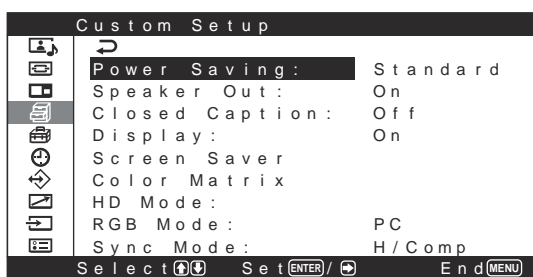 Custom Setup
Power Saving: Standard
Speaker Out: On
Closed Caption: Off
Display: On
Screen Saver
Color Matrix
HD Mode:
RGB Mode: PC
Sync Mode: H/Comp
Select Set ENTER / End MENU